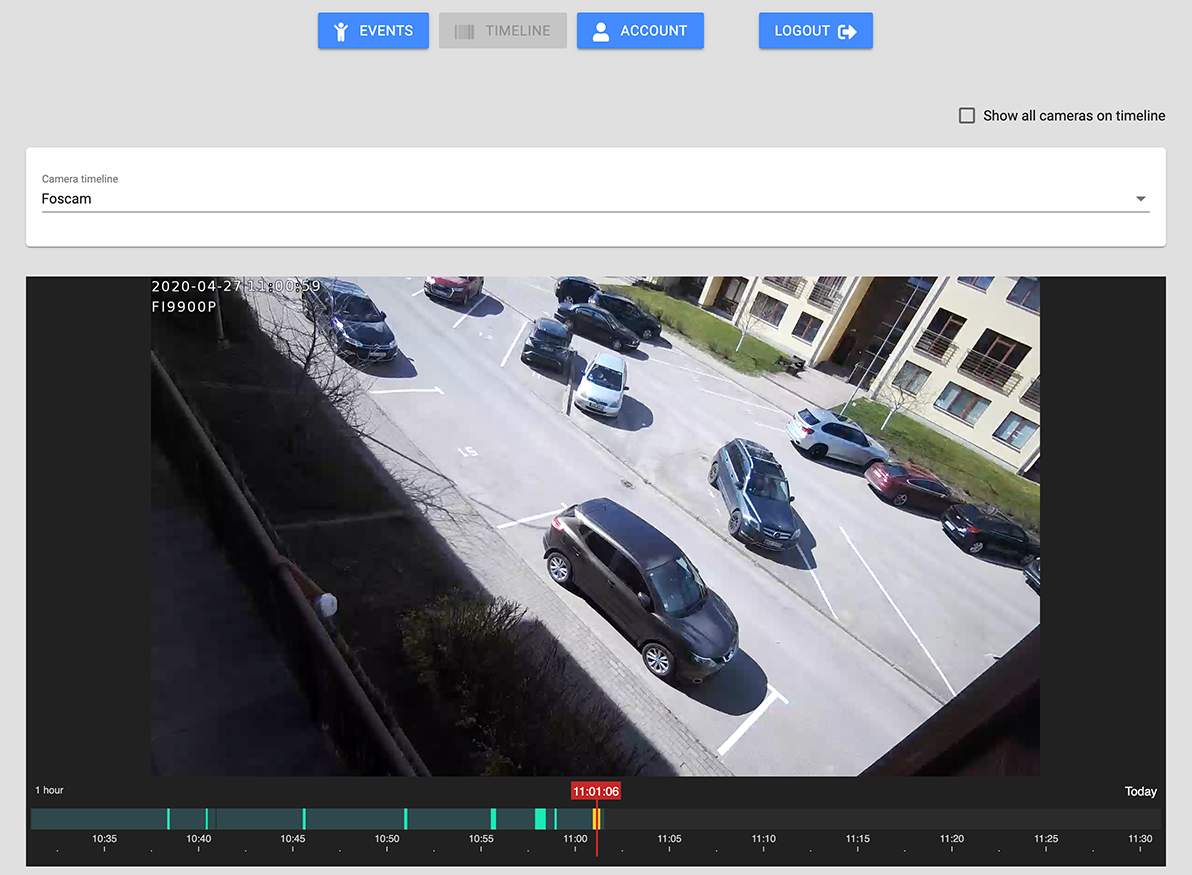 EVENTS
TIMELINE
ACCOUNT
LOGOUT
Show all cameras on timeline
Camera timeline
Foscam
2020-04-27 11:00:59
FI9900P
1 hour
11:01:06
Today
10:35 10:40 10:45 10:50 10:55 11:00 11:05 11:10 11:15 11:20 11:25 11:30